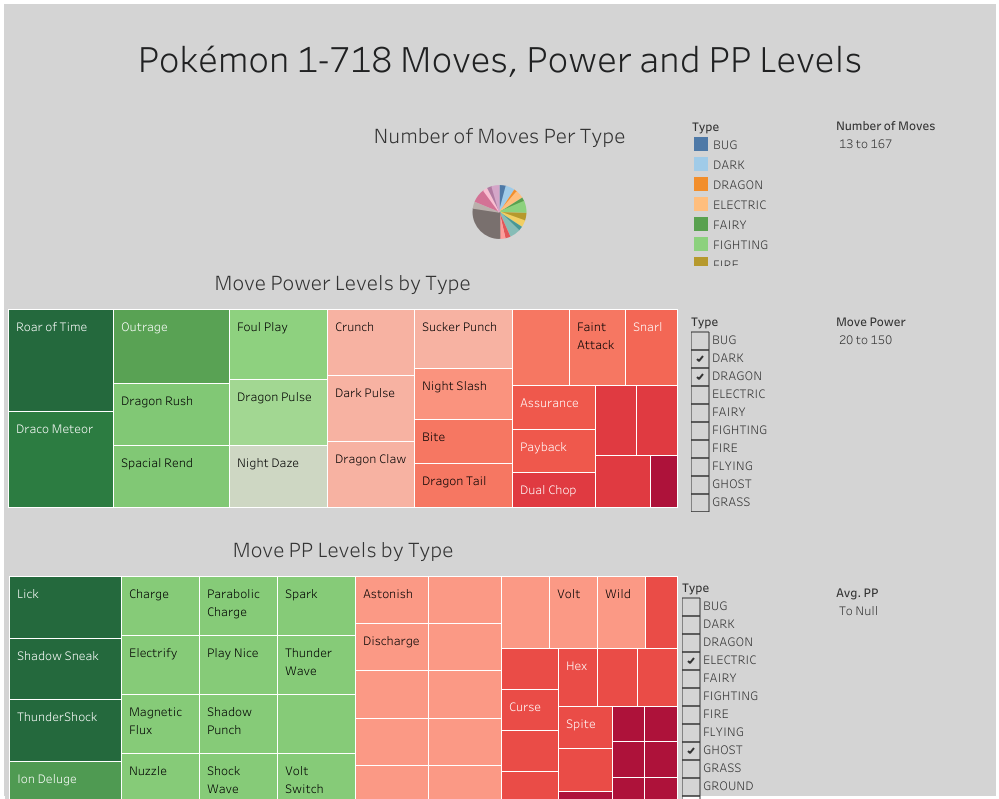 Pokémon 1-718 Moves, Power and PP Levels
Number of Moves Per Type
Type
BUG
DARK
DRAGON
ELECTRIC
FAIRY
FIGHTING
FIRE
Number of Moves
13 to 167
Move Power Levels by Type
Roar of Time
Draco Meteor
Outrage
Dragon Rush
Spacial Rend
Foul Play
Dragon Pulse
Night Daze
Crunch
Dark Pulse
Dragon Claw
Sucker Punch
Night Slash
Bite
Dragon Tail
Faint
Attack
Snarl
Assurance
Payback
Dual Chop
Type
BUG
DARK
DRAGON
ELECTRIC
FAIRY
FIGHTING
FIRE
FLYING
GHOST
GRASS
Move Power
20 to 150
Move PP Levels by Type
Lick
Shadow Sneak
ThunderShock
Ion Deluge
Charge
Electrify
Magnetic
Flux
Nuzzle
Parabolic
Charge
Play Nice
Shadow
Punch
Shock
Wave
Spark
Thunder
Wave
Volt
Switch
Astonish
Discharge
Volt
Wild
Hex
Curse
Spite
Type
BUG
DARK
DRAGON
ELECTRIC
FAIRY
FIGHTING
FIRE
FLYING
GHOST
GRASS
GROUND
Avg. PP
To Null